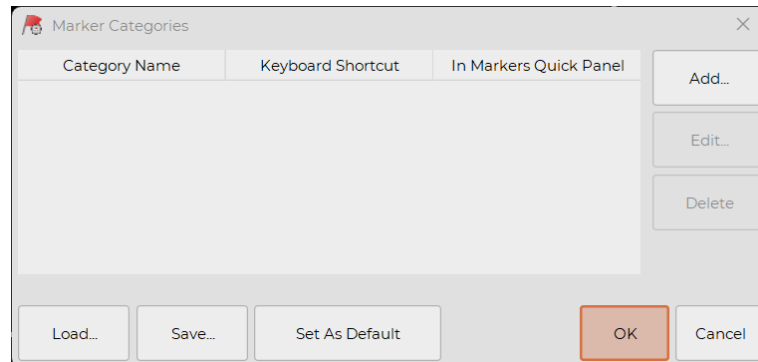 Marker Categories
Category Name Keyboard Shortcut In Markers Quick Panel
Add...
Edit...
Delete
Load... Save... Set As Default OK Cancel